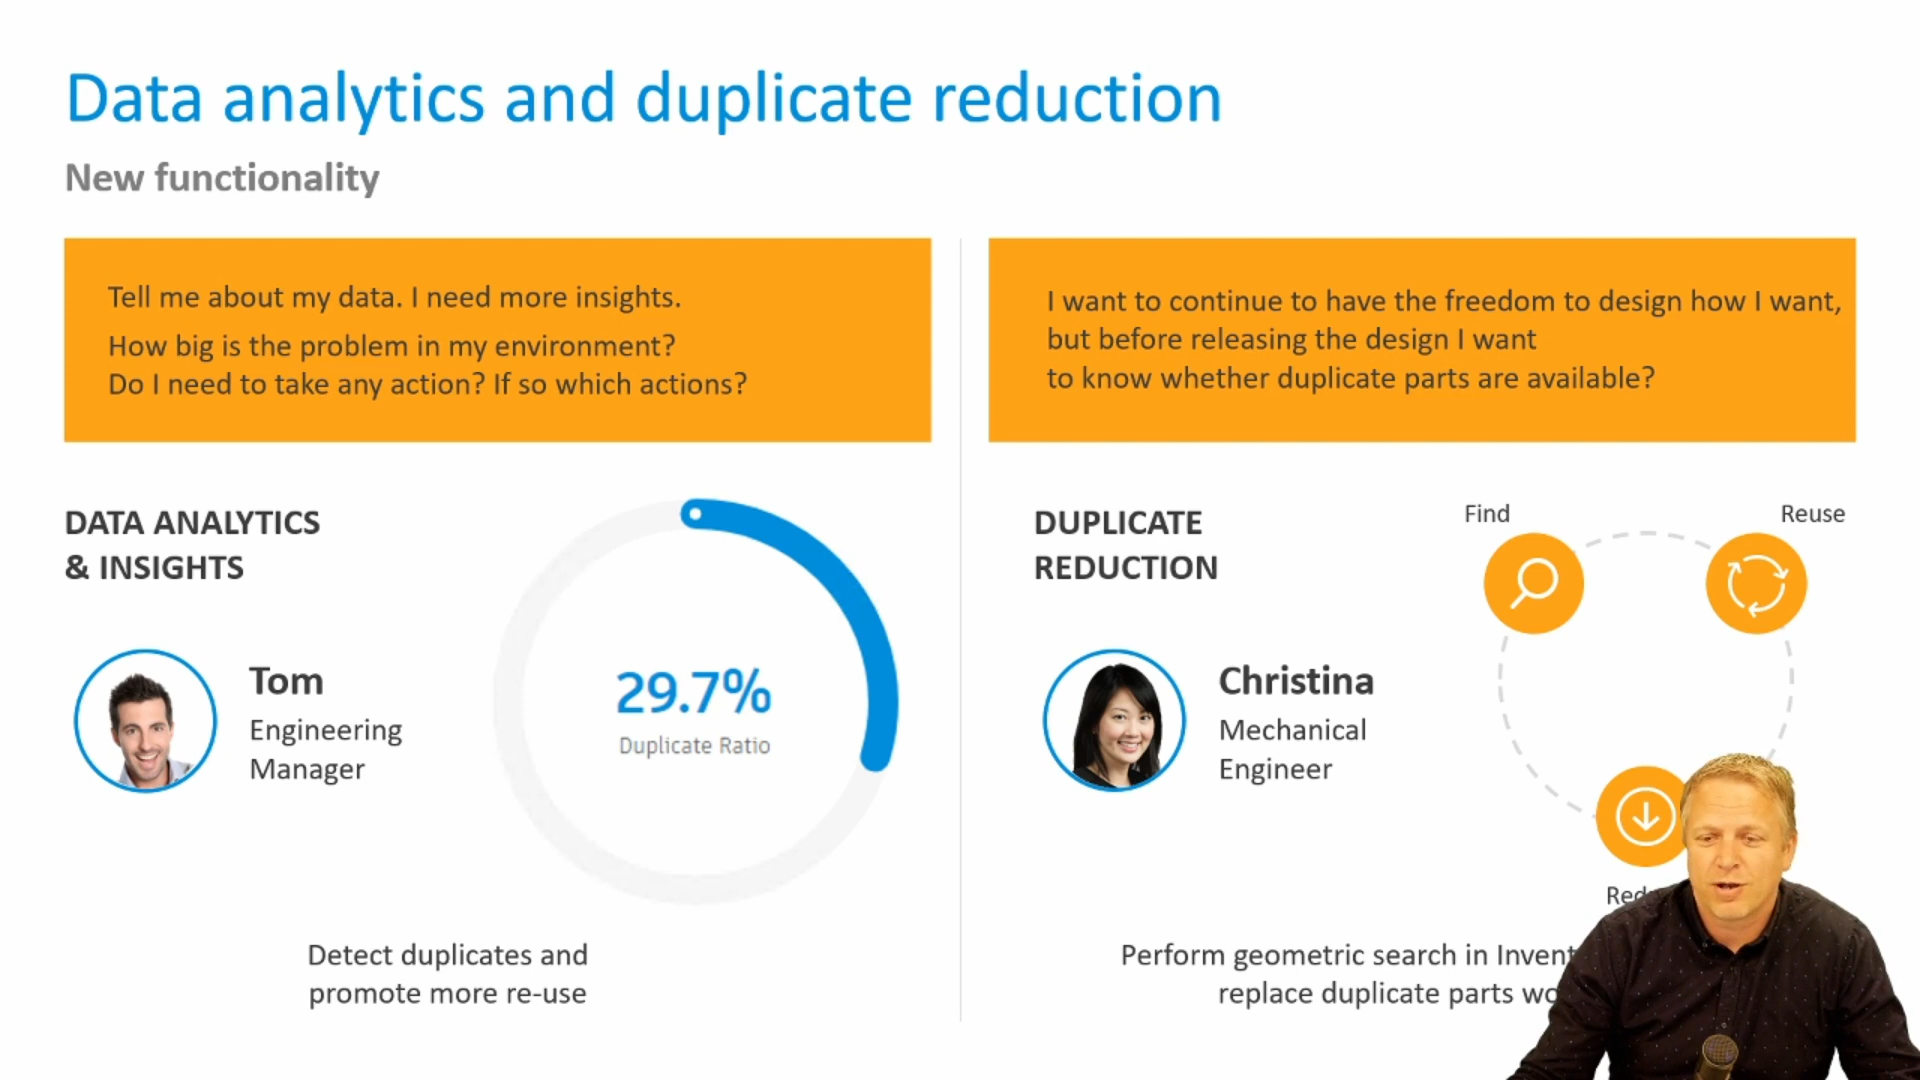 Data analytics and duplicate reduction
New functionality
Tell me about my data. I need more insights.
How big is the problem in my environment?
Do I need to take any action? If so which actions?
I want to continue to have the freedom to design how I want,
but before releasing the design I want
to know whether duplicate parts are available?
DATA ANALYTICS
& INSIGHTS
Tom
Engineering
Manager
29.7%
Duplicate Ratio
Detect duplicates and
promote more re-use
DUPLICATE
REDUCTION
Christina
Mechanical
Engineer
Find
Reuse
Perform geometric search in
replace duplicate parts